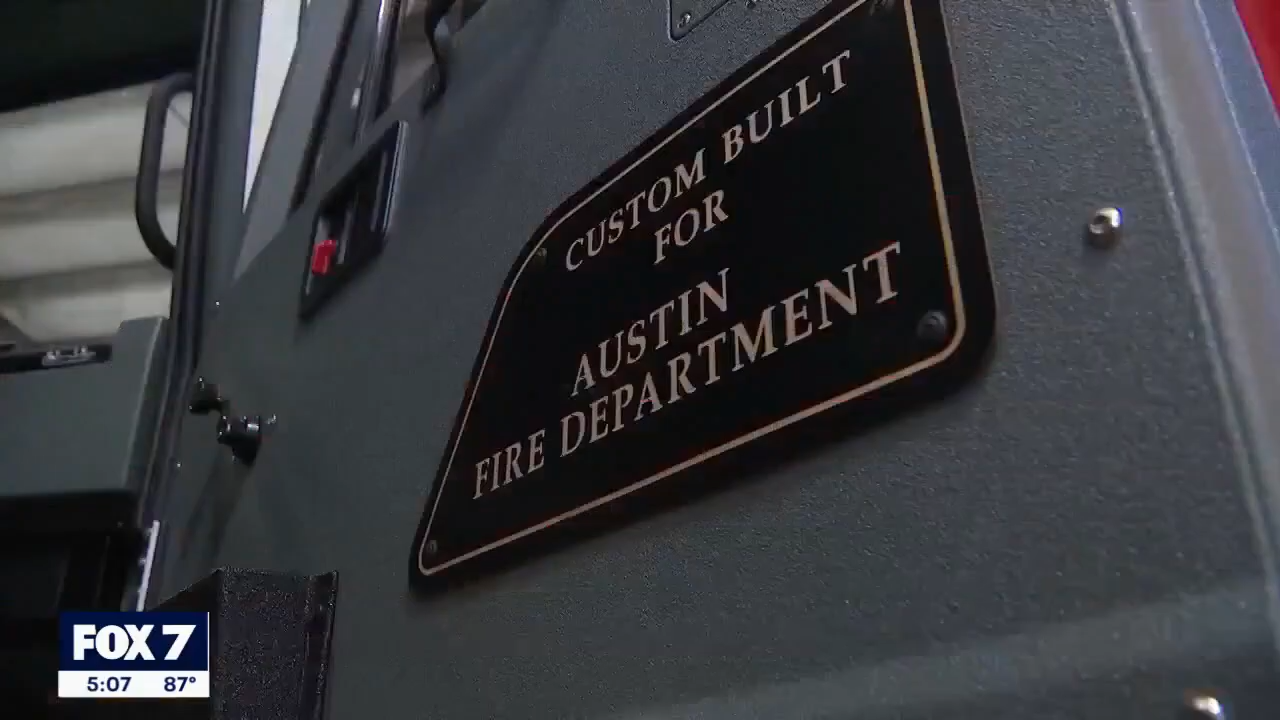 CUSTOM BUILT
FOR
AUSTIN
FIRE DEPARTMENT
FOX 7
5:07 87°